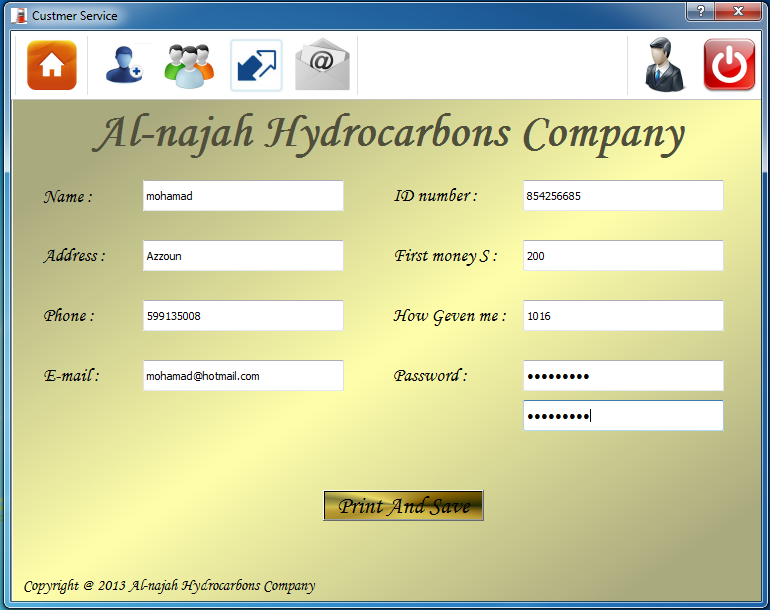 Custmer Service
@
Al-najah Hydrocarbons Company
Name : mohamad ID number : 854256685
Address : Azzoun First money S : 200
Phone : 599135008 How Geven me : 1016
E-mail : mohamad@hotmail.com Password : •••••••••
•••••••••
Print And Save
Copyright @ 2013 Al-najah Hydrocarbons Company